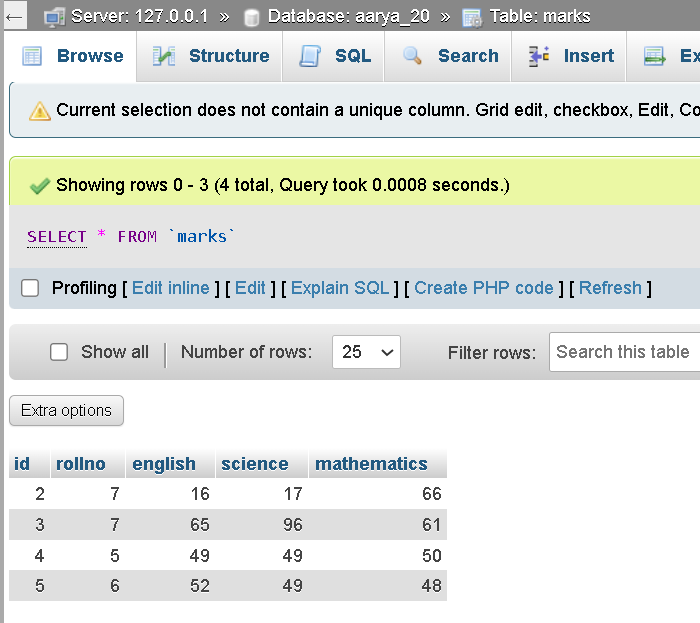 Server: 127.0.0.1 » Database: aarya_20 » Table: marks
Browse Structure SQL Search Insert
Current selection does not contain a unique column. Grid edit, checkbox, Edit,
Showing rows 0 - 3 (4 total, Query took 0.0008 seconds.)
SELECT * FROM `marks`
Profiling [ Edit inline ] [ Edit ] [ Explain SQL ] [ Create PHP code ] [ Refresh ]
Show all Number of rows: 25 Filter rows: Search this table
Extra options
id rollno english science mathematics
2 7 16 17 66
3 7 65 96 61
4 5 49 49 50
5 6 52 49 48